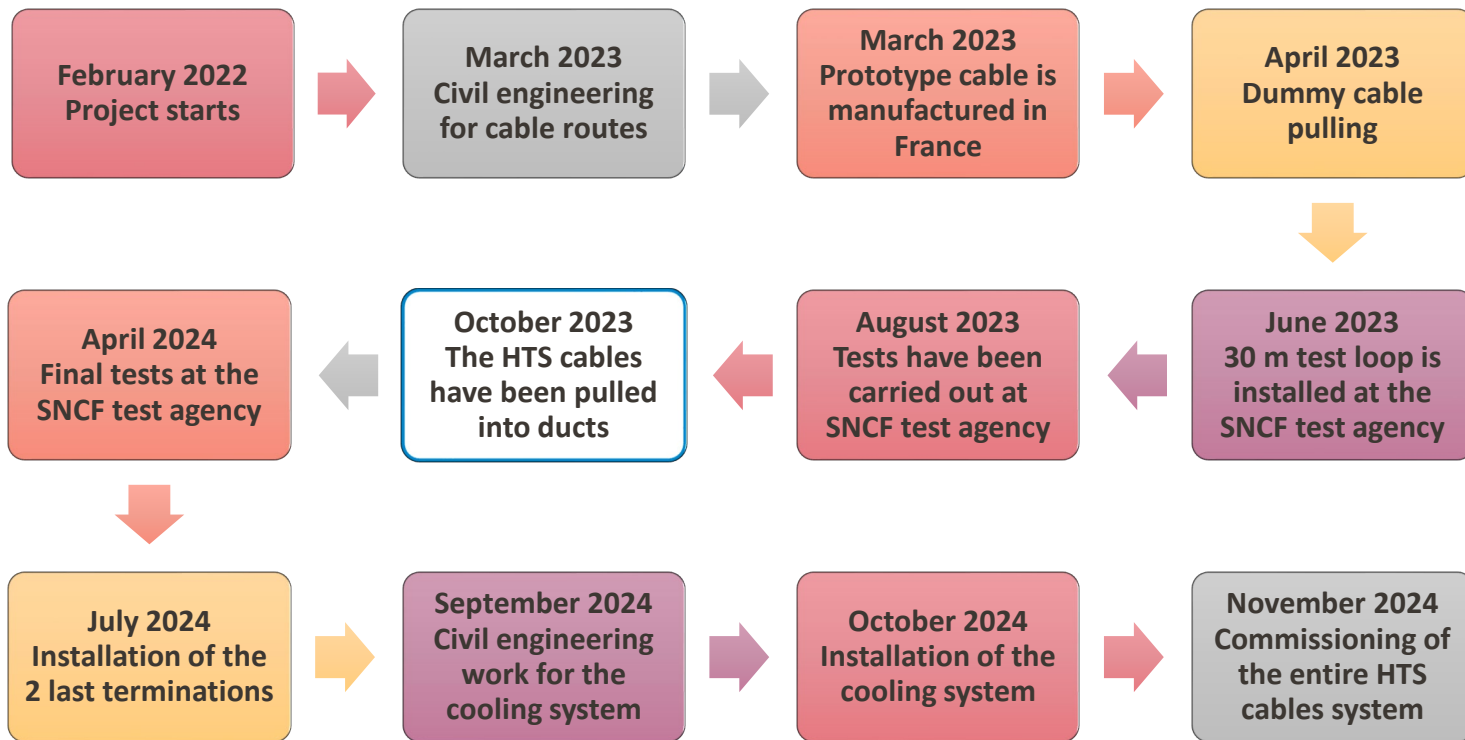 February 2022
Project starts
March 2023
Civil engineering
for cable routes
March 2023
Prototype cable is
manufactured in
France
April 2023
Dummy cable
pulling
June 2023
30 m test loop is
installed at the
SNCF test agency
August 2023
Tests have been
carried out at
SNCF test agency
October 2023
The HTS cables
have been pulled
into ducts
April 2024
Final tests at the
SNCF test agency
July 2024
Installation of the
2 last terminations
September 2024
Civil engineering
work for the
cooling system
October 2024
Installation of the
cooling system
November 2024
Commissioning of
the entire HTS
cables system